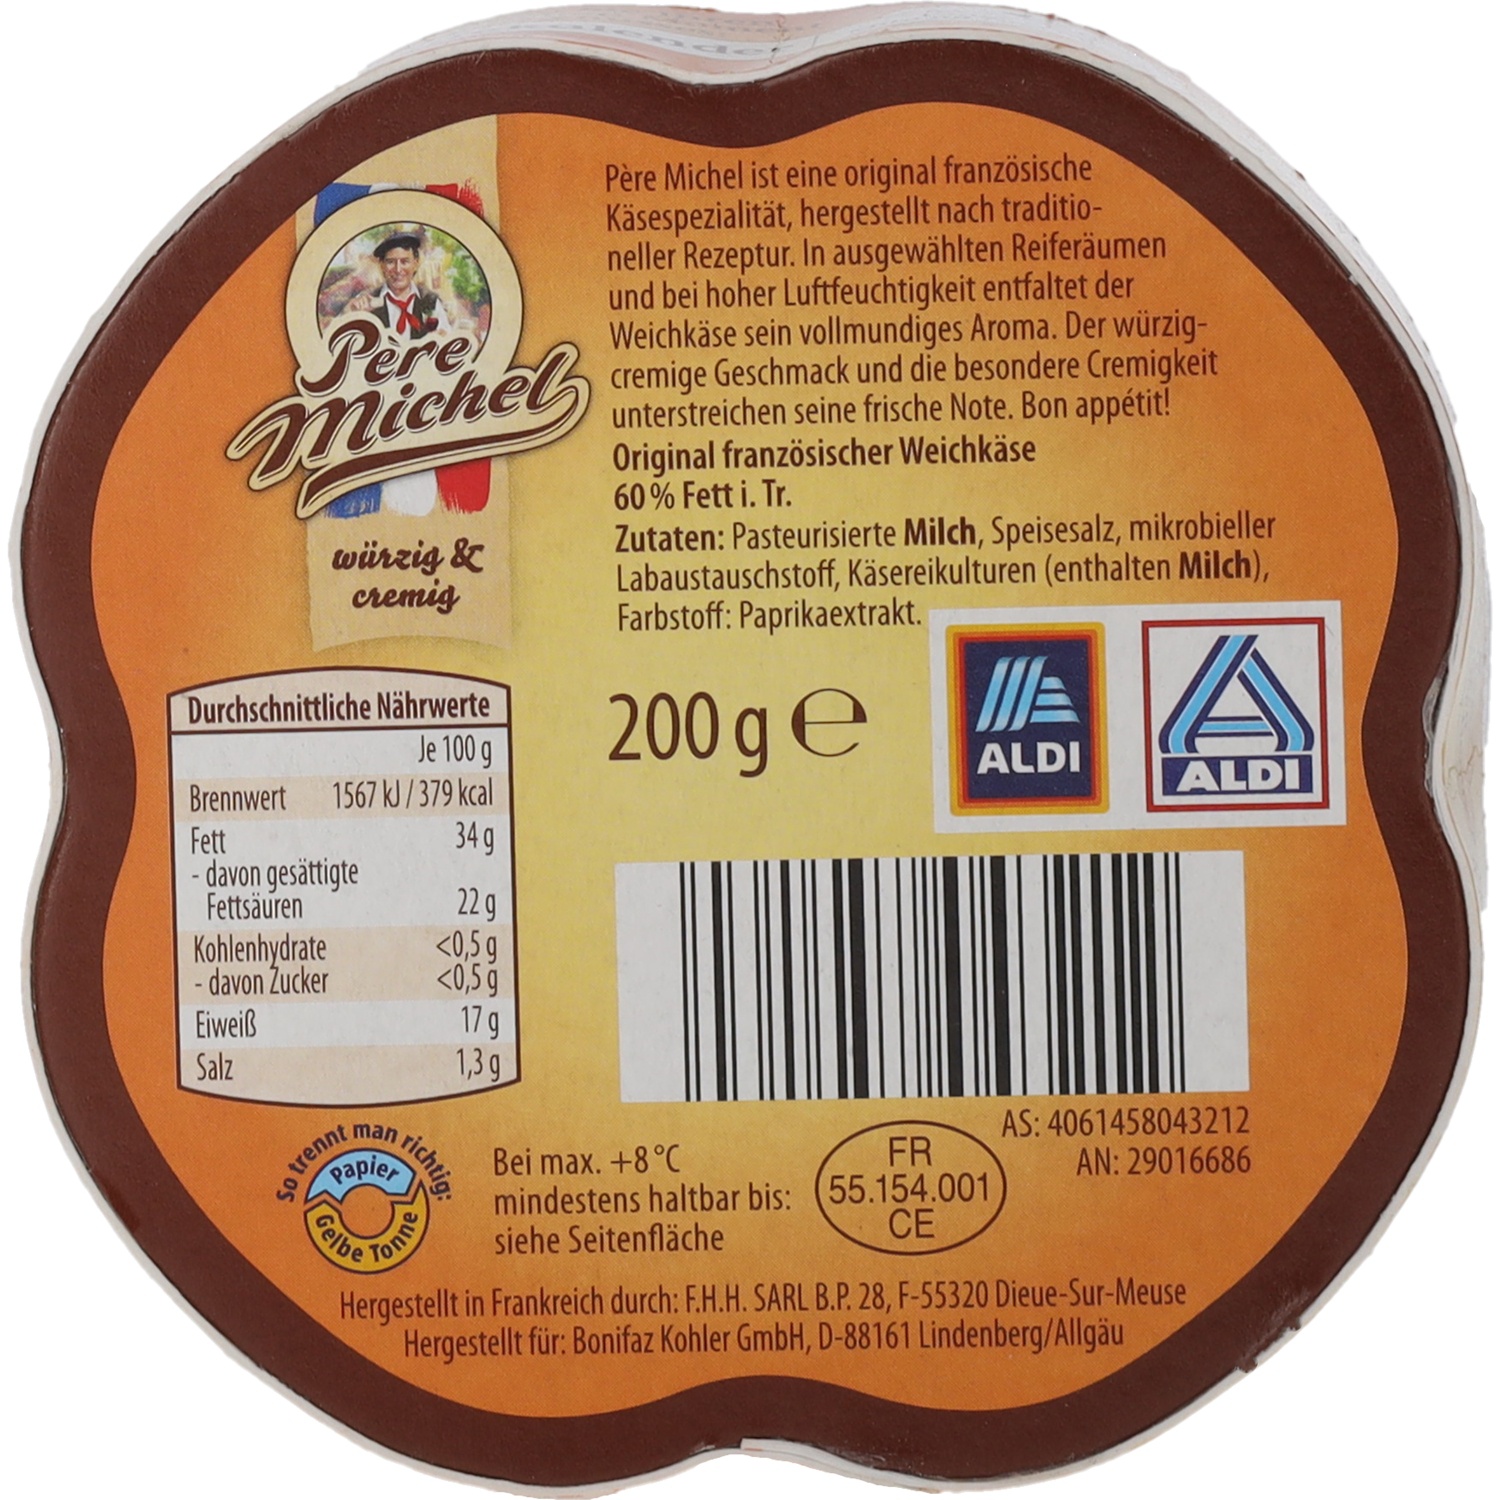 Père
Michel
würzig &
cremig
Père Michel ist eine original französische
Käsespezialität, hergestellt nach traditio-
neller Rezeptur. In ausgewählten Reiferäumen
und bei hoher Luftfeuchtigkeit entfaltet der
Weichkäse sein vollmundiges Aroma. Der würzig-
cremige Geschmack und die besondere Cremigkeit
unterstreichen seine frische Note. Bon appétit!
Original französischer Weichkäse
60 % Fett i. Tr.
Zutaten: Pasteurisierte Milch, Speisesalz, mikrobieller
Labaustauschstoff, Käsereikulturen (enthalten Milch),
Farbstoff: Paprikaextrakt.
200 g ℮
ALDI
ALDI
Durchschnittliche Nährwerte
Je 100 g
Brennwert 1567 kJ / 379 kcal
Fett 34 g
- davon gesättigte
Fettsäuren 22 g
Kohlenhydrate <0,5 g
- davon Zucker <0,5 g
Eiweiß 17 g
Salz 1,3 g
So trennt man richtig:
Papier
Gelbe Tonne
Bei max. +8 °C
mindestens haltbar bis:
siehe Seitenfläche
FR
55.154.001
CE
AS: 4061458043212
AN: 29016686
Hergestellt in Frankreich durch: F.H.H. SARL B.P. 28, F-55320 Dieue-Sur-Meuse
Hergestellt für: Bonifaz Kohler GmbH, D-88161 Lindenberg/Allgäu